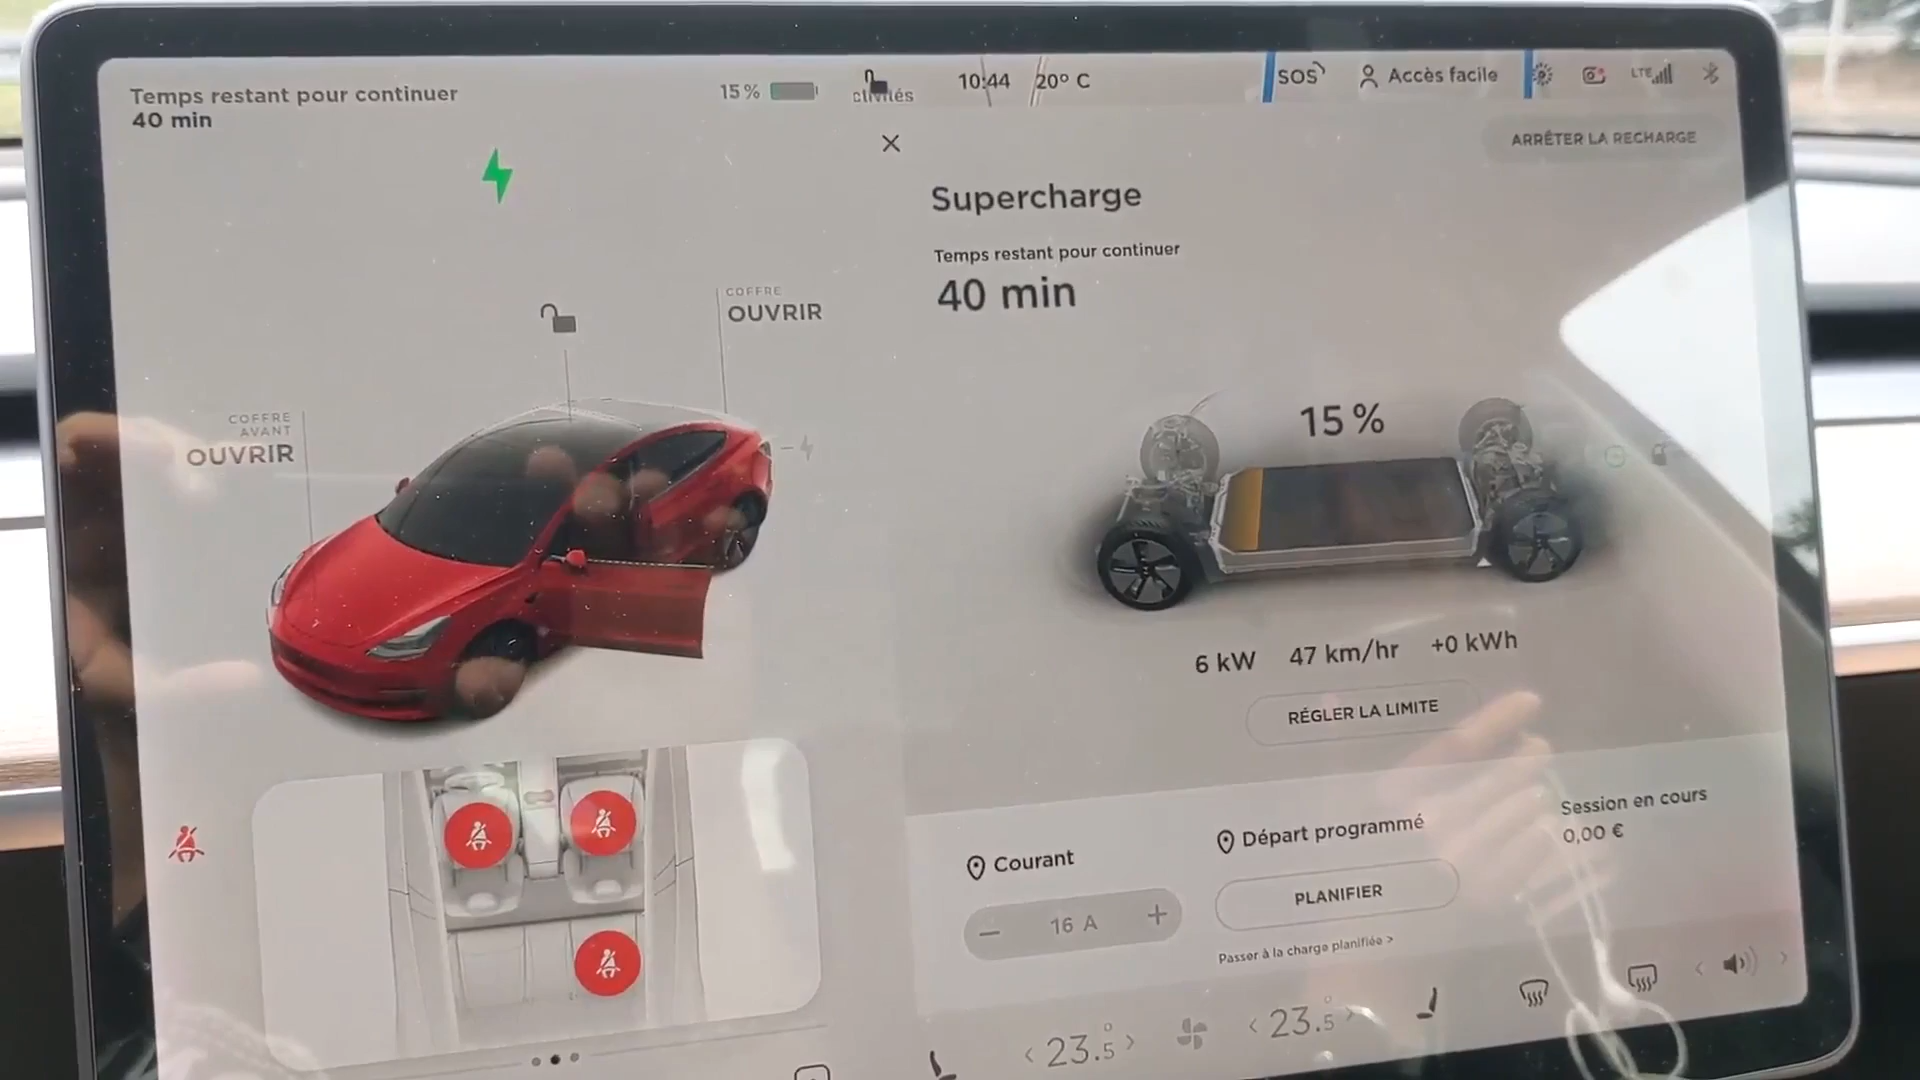 Temps restant pour continuer
40 min
15 %
10:44
20° C
SOS
Accès facile
LTE
ARRÊTER LA RECHARGE
Supercharge
Temps restant pour continuer
40 min
COFFRE
OUVRIR
COFFRE
AVANT
OUVRIR
15 %
6 kW
47 km/hr
+0 kWh
RÉGLER LA LIMITE
Courant
16 A
Départ programmé
PLANIFIER
Passer à la charge planifiée >
Session en cours
0,00 €
23.5°
23.5°